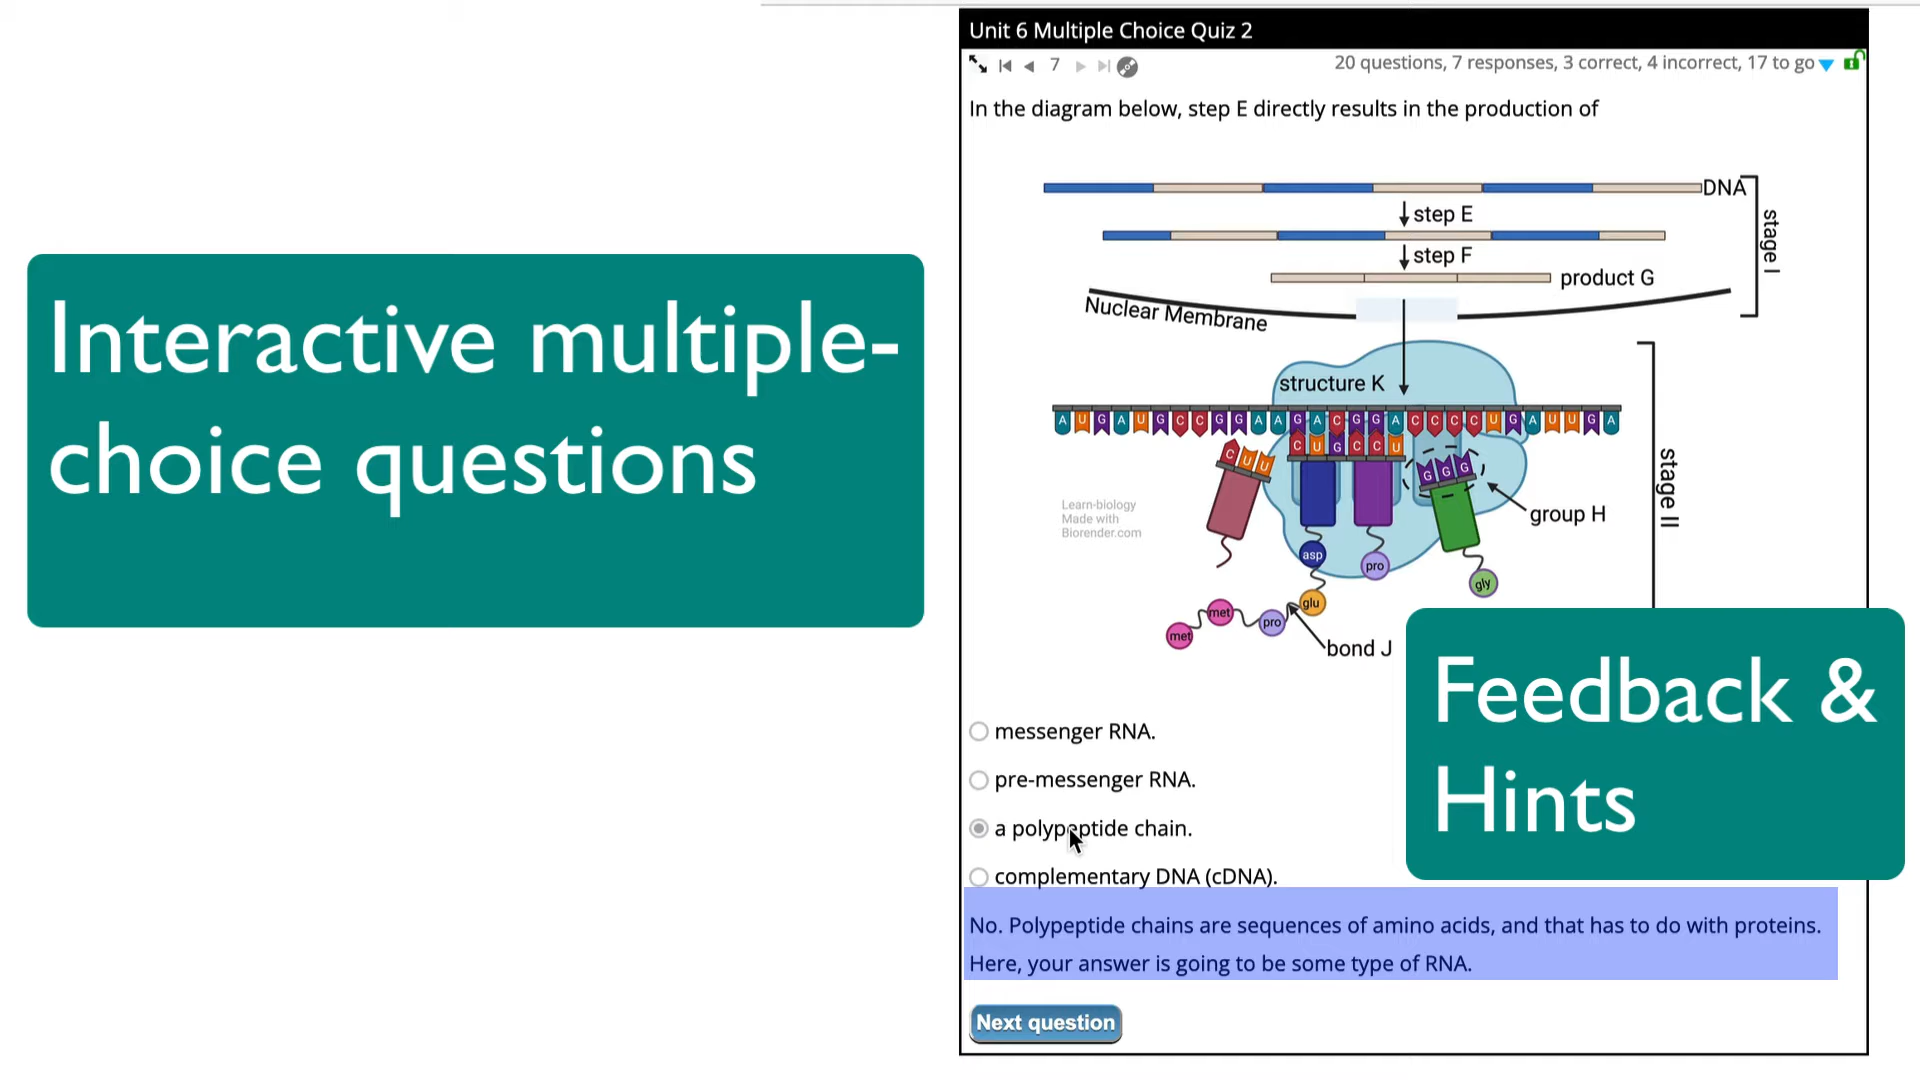 Interactive multiple-
choice questions
Unit 6 Multiple Choice Quiz 2
7
20 questions, 7 responses, 3 correct, 4 incorrect, 17 to go
In the diagram below, step E directly results in the production of
DNA
step E
step F
product G
stage I
Nuclear Membrane
structure K
A U G A U G C C G G A A G A C G G A C C C C U G A U U G A
C U G C C U
C U U
G G G
group H
stage II
Learn-biology
Made with
Biorender.com
asp
pro
gly
glu
met
pro
met
bond J
Feedback &
Hints
messenger RNA.
pre-messenger RNA.
a polypeptide chain.
complementary DNA (cDNA).
No. Polypeptide chains are sequences of amino acids, and that has to do with proteins.
Here, your answer is going to be some type of RNA.
Next question